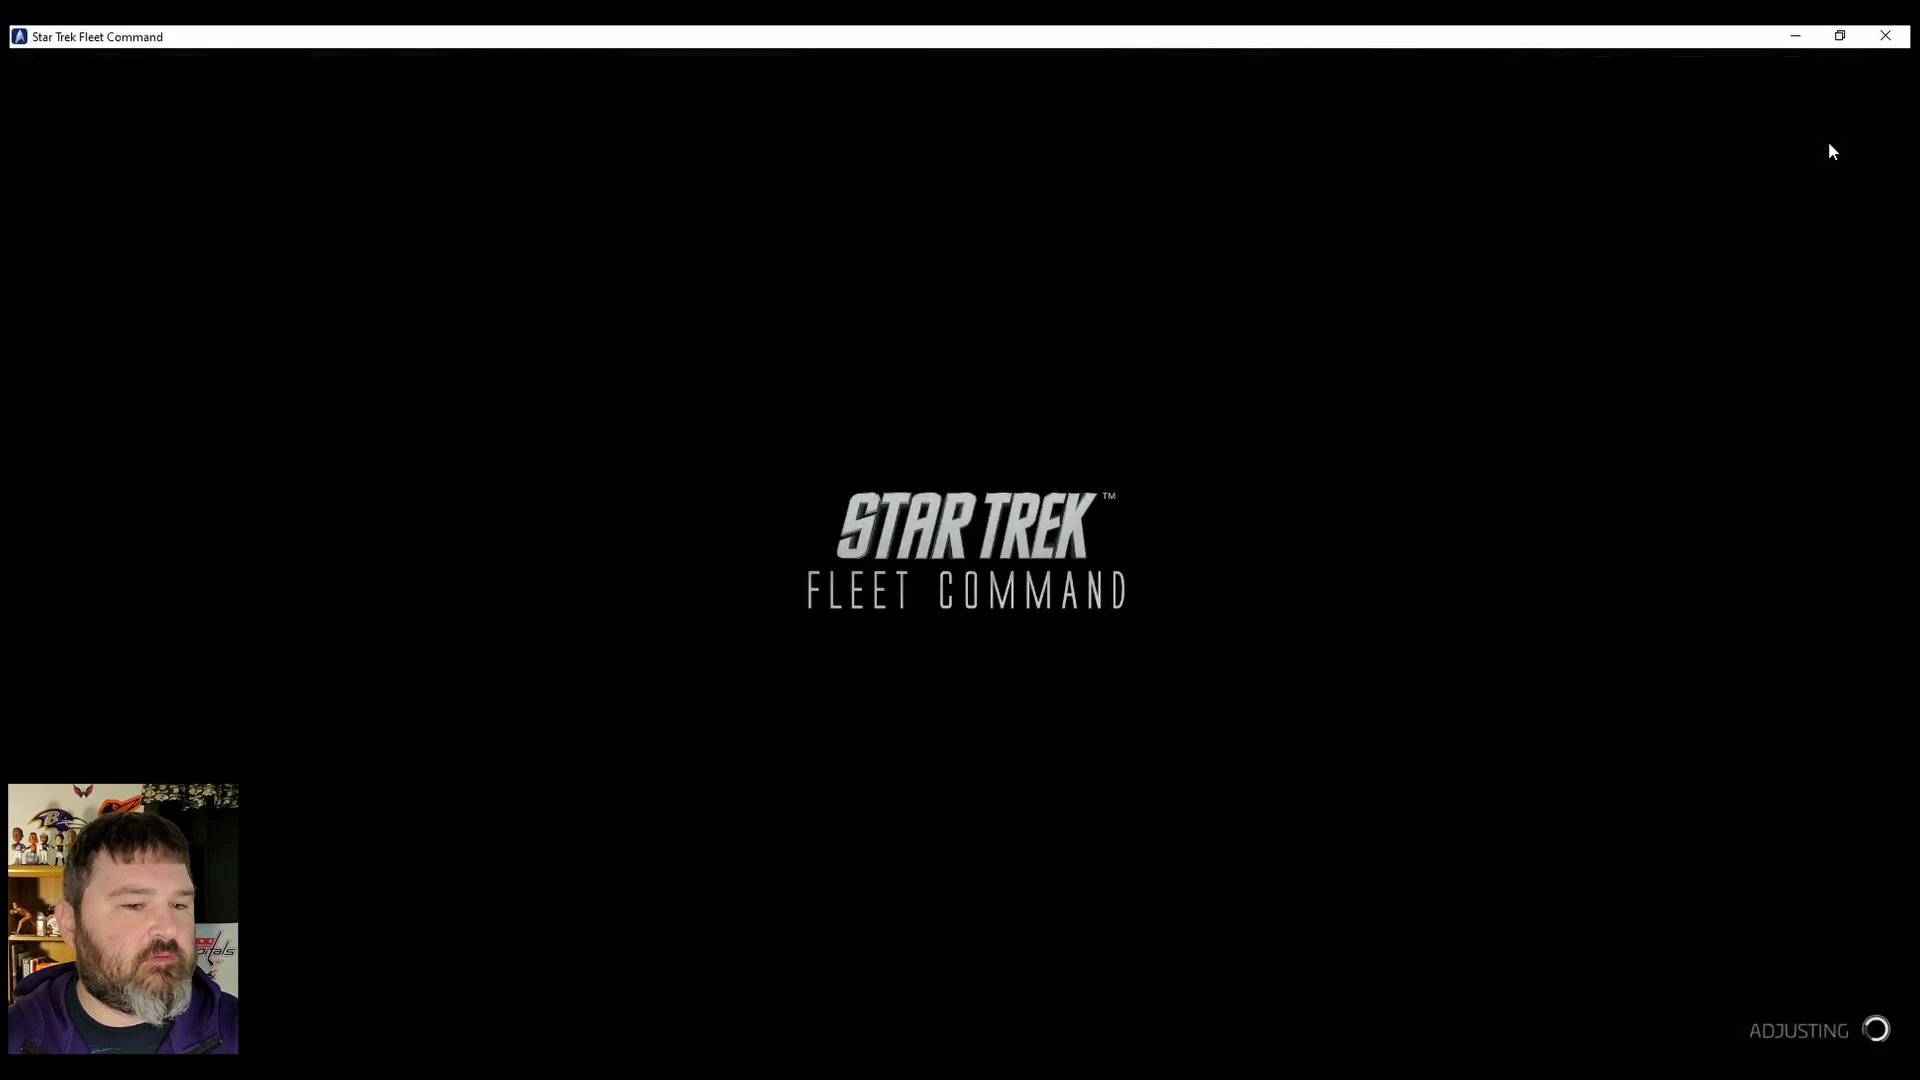 Star Trek Fleet Command
STAR TREK™
FLEET COMMAND
B
ADJUSTING